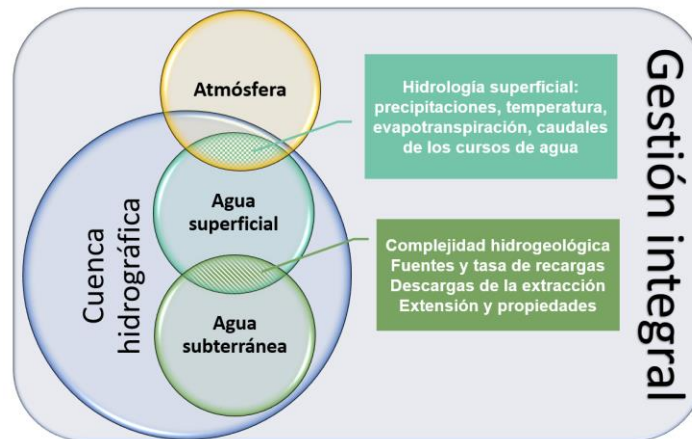 Atmósfera
Hidrología superficial:
precipitaciones, temperatura,
evapotranspiración, caudales
de los cursos de agua
Agua
superficial
Cuenca
hidrográfica
Complejidad hidrogeológica
Fuentes y tasa de recargas
Descargas de la extracción
Extensión y propiedades
Agua
subterránea
Gestión integral